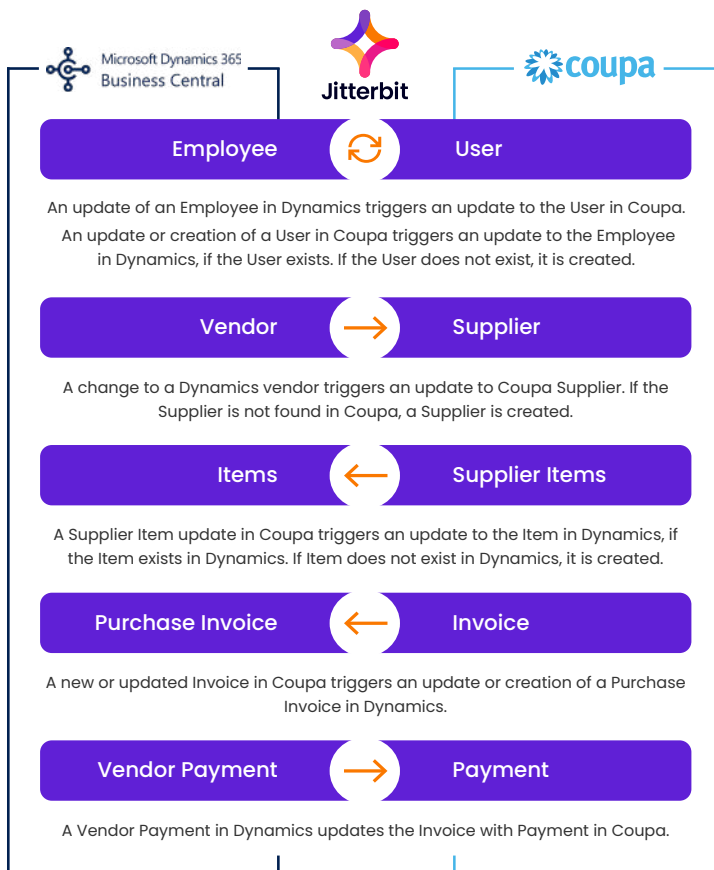 Microsoft Dynamics 365
Business Central
Jitterbit
coupa
Employee User
An update of an Employee in Dynamics triggers an update to the User in Coupa.
An update or creation of a User in Coupa triggers an update to the Employee
in Dynamics, if the User exists. If the User does not exist, it is created.
Vendor Supplier
A change to a Dynamics vendor triggers an update to Coupa Supplier. If the
Supplier is not found in Coupa, a Supplier is created.
Items Supplier Items
A Supplier Item update in Coupa triggers an update to the Item in Dynamics, if
the Item exists in Dynamics. If Item does not exist in Dynamics, it is created.
Purchase Invoice Invoice
A new or updated Invoice in Coupa triggers an update or creation of a Purchase
Invoice in Dynamics.
Vendor Payment Payment
A Vendor Payment in Dynamics updates the Invoice with Payment in Coupa.